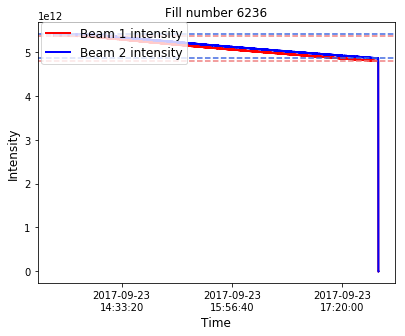 Fill number 6236
1e12
Beam 1 intensity
Beam 2 intensity
5
4
3
2
1
0
Intensity
2017-09-23
14:33:20
2017-09-23
15:56:40
2017-09-23
17:20:00
Time